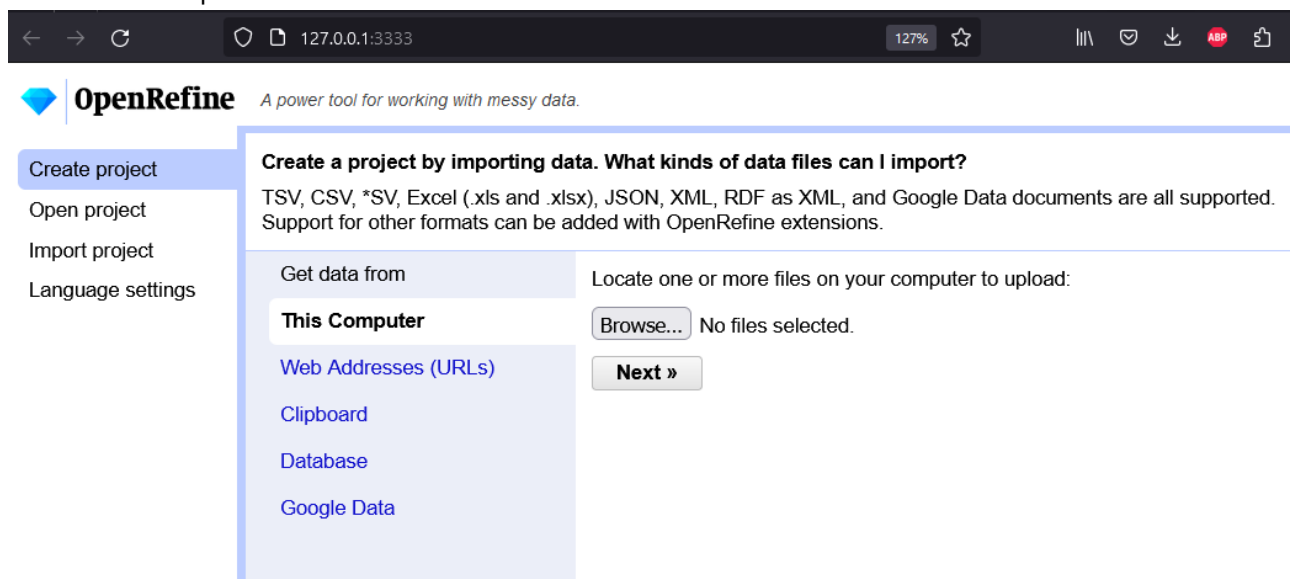 127.0.0.1:3333
127%
ABP
OpenRefine
A power tool for working with messy data.
Create project
Open project
Import project
Language settings
Create a project by importing data. What kinds of data files can I import?
TSV, CSV, *SV, Excel (.xls and .xlsx), JSON, XML, RDF as XML, and Google Data documents are all supported.
Support for other formats can be added with OpenRefine extensions.
Get data from
This Computer
Web Addresses (URLs)
Clipboard
Database
Google Data
Locate one or more files on your computer to upload:
Browse... No files selected.
Next »